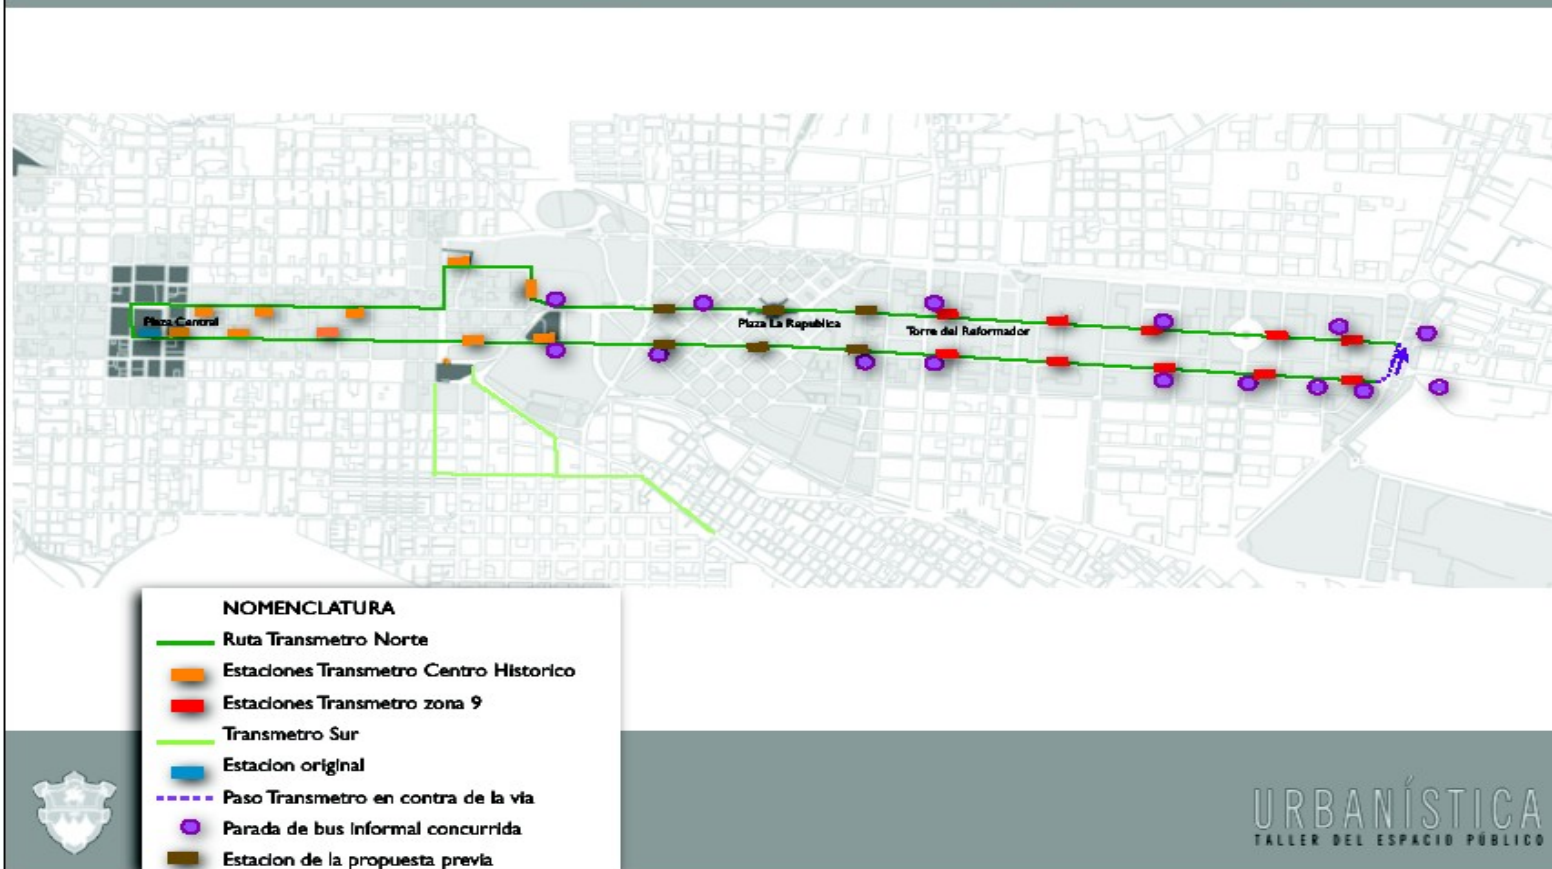 Plaza Central
Plaza La Republica
Torre del Reformador
NOMENCLATURA
Ruta Transmetro Norte
Estaciones Transmetro Centro Historico
Estaciones Transmetro zona 9
Transmetro Sur
Estacion original
Paso Transmetro en contra de la via
Parada de bus informal concurrida
Estacion de la propuesta previa
URBANÍSTICA
TALLER DEL ESPACIO PÚBLICO